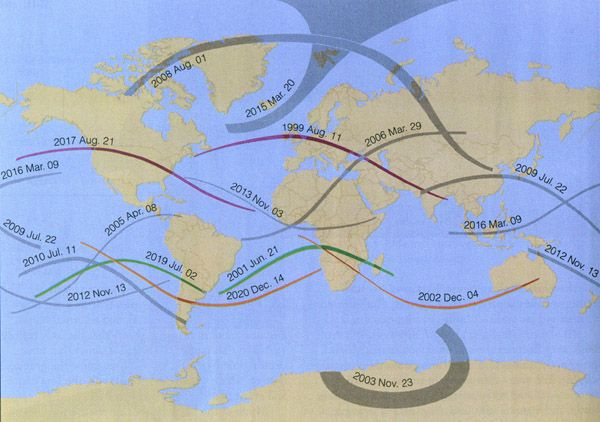 2008 Aug. 01
2015 Mar. 20
1999 Aug. 11
2006 Mar. 29
2017 Aug. 21
2016 Mar. 09
2009 Jul. 22
2013 Nov. 03
2005 Apr. 08
2016 Mar. 09
2009 Jul. 22
2010 Jul. 11
2019 Jul. 02
2001 Jun. 21
2012 Nov. 13
2012 Nov. 13
2020 Dec. 14
2002 Dec. 04
2003 Nov. 23